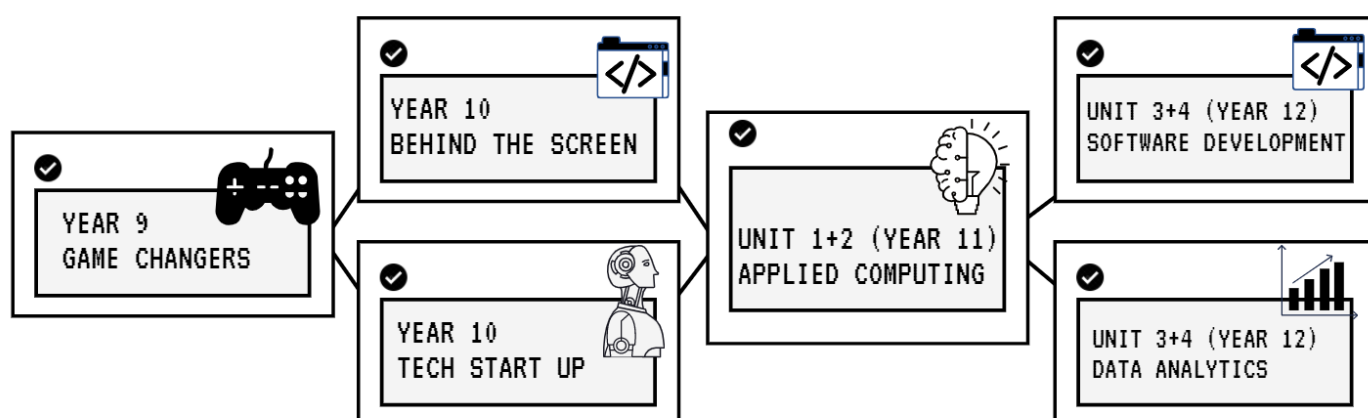 YEAR 9
GAME CHANGERS
YEAR 10
BEHIND THE SCREEN
</>
YEAR 10
TECH START UP
UNIT 1+2 (YEAR 11)
APPLIED COMPUTING
UNIT 3+4 (YEAR 12)
SOFTWARE DEVELOPMENT
</>
UNIT 3+4 (YEAR 12)
DATA ANALYTICS